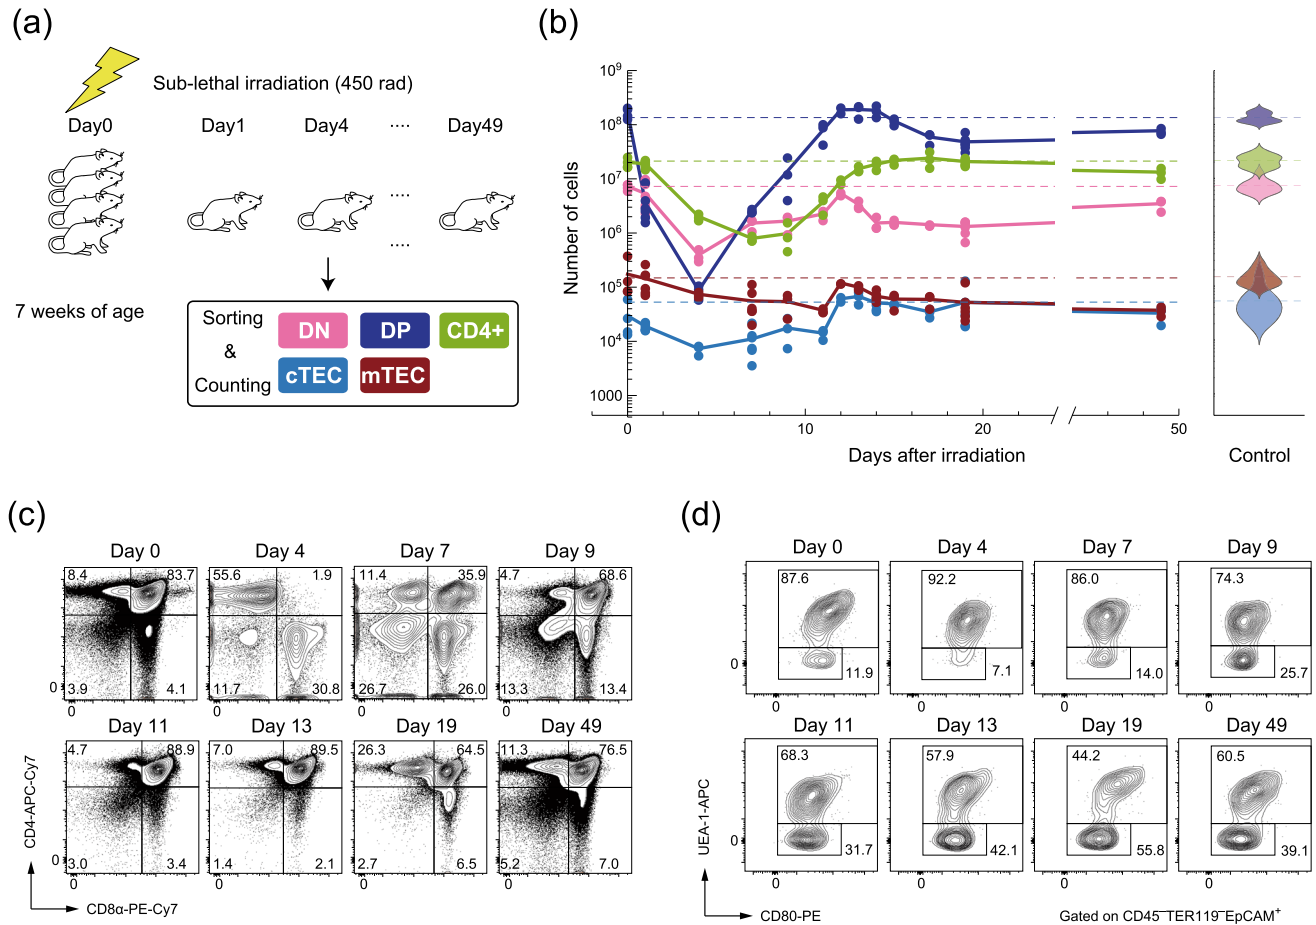 (a)
Sub-lethal irradiation (450 rad)
Day0
Day1
Day4
....
Day49
....
....
7 weeks of age
Sorting
&
Counting
DN
DP
CD4+
cTEC
mTEC
(b)
Number of cells
10⁹
10⁸
10⁷
10⁶
10⁵
10⁴
1000
0
10
20
50
Days after irradiation
Control
(c)
Day 0
Day 4
Day 7
Day 9
8.4
83.7
55.6
1.9
11.4
35.9
4.7
68.6
0
3.9
4.1
11.7
30.8
26.7
26.0
13.3
13.4
0
0
0
0
Day 11
Day 13
Day 19
Day 49
4.7
88.9
7.0
89.5
26.3
64.5
11.3
76.5
0
3.0
3.4
1.4
2.1
2.7
6.5
5.2
7.0
0
0
0
0
CD4-APC-Cy7
CD8α-PE-Cy7
(d)
Day 0
Day 4
Day 7
Day 9
87.6
92.2
86.0
74.3
0
11.9
7.1
14.0
25.7
0
0
0
0
Day 11
Day 13
Day 19
Day 49
68.3
57.9
44.2
60.5
0
31.7
42.1
55.8
39.1
0
0
0
0
UEA-1-APC
CD80-PE
Gated on CD45⁻TER119⁻EpCAM⁺